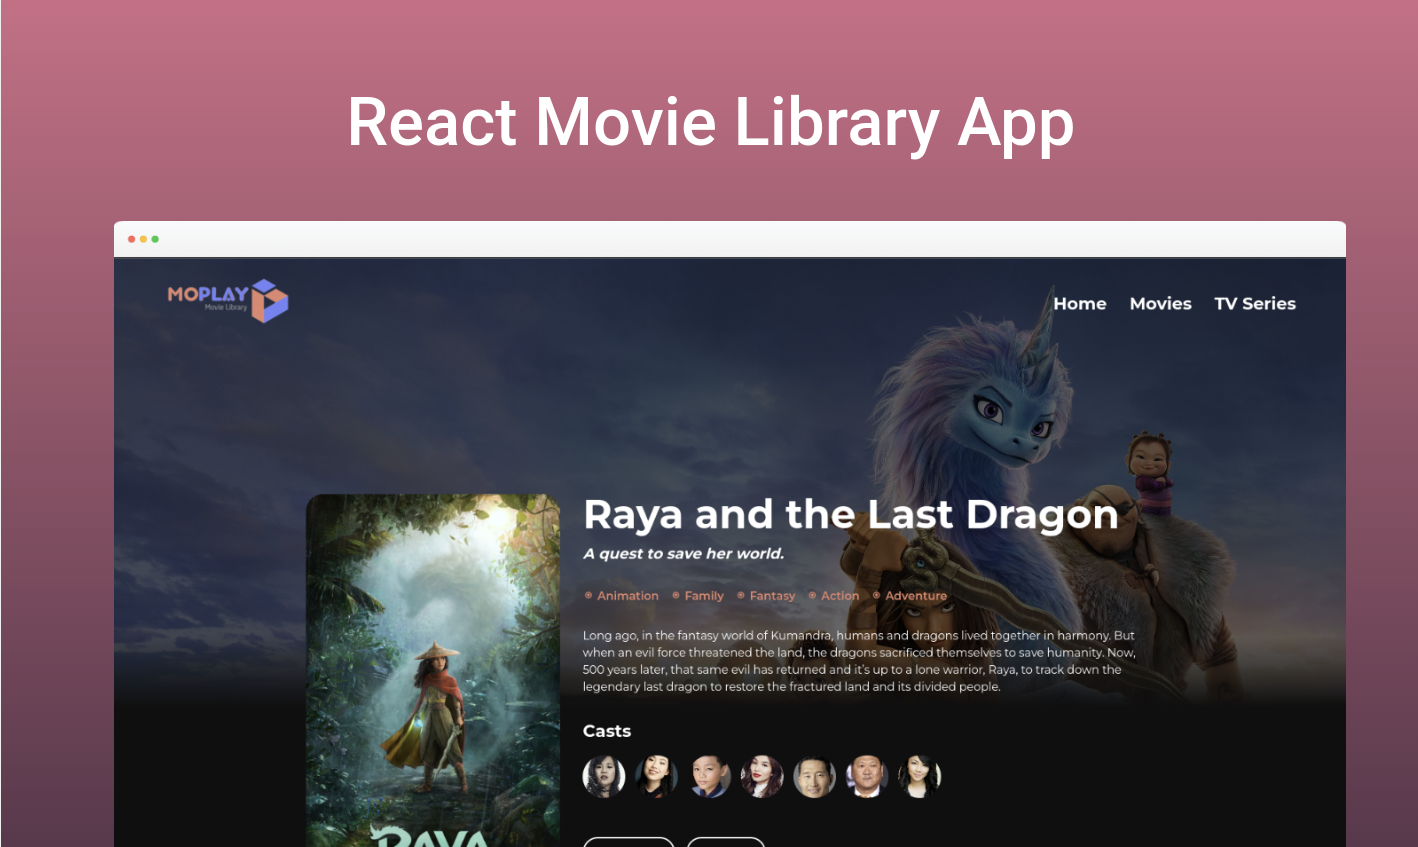 React Movie Library App
MOPLAY
Movie Library
Home Movies TV Series
Raya and the Last Dragon
A quest to save her world.
Animation Family Fantasy Action Adventure
Long ago, in the fantasy world of Kumandra, humans and dragons lived together in harmony. But
when an evil force threatened the land, the dragons sacrificed themselves to save humanity. Now,
500 years later, that same evil has returned and it's up to a lone warrior, Raya, to track down the
legendary last dragon to restore the fractured land and its divided people.
Casts
RAYA